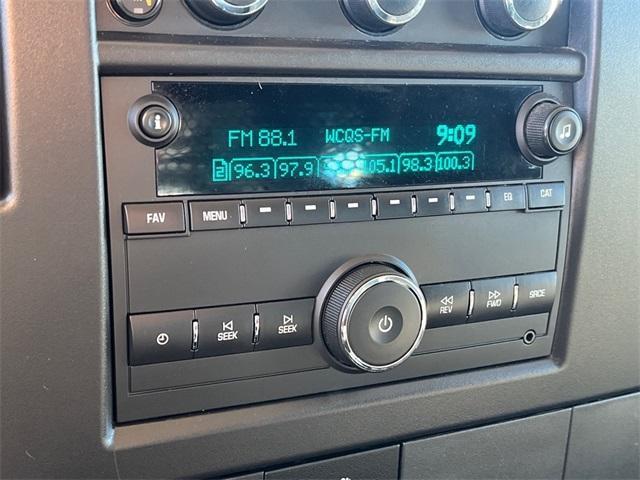 FM 88.1 WCQS-FM 9:09
2 96.3 97.9 105.1 98.3 100.3
FAV MENU EQ CAT
SEEK SEEK REV FWD SRCE